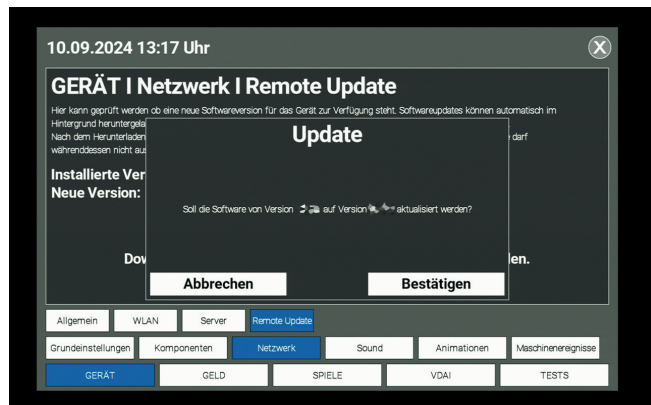 10.09.2024 13:17 Uhr
X
GERÄT I Netzwerk I Remote Update
Hier kann geprüft werden ob eine neue Softwareversion für das Gerät zur Verfügung steht. Softwareupdates können automatisch im
Hintergrund heruntergela
Nach dem Herunterladen darf
währenddessen nicht aus
Update
Installierte Ver
Neue Version:
Soll die Software von Version auf Version aktualisiert werden?
Dow len.
Abbrechen Bestätigen
Allgemein WLAN Server Remote Update
Grundeinstellungen Komponenten Netzwerk Sound Animationen Maschinenereignisse
GERÄT GELD SPIELE VDAI TESTS